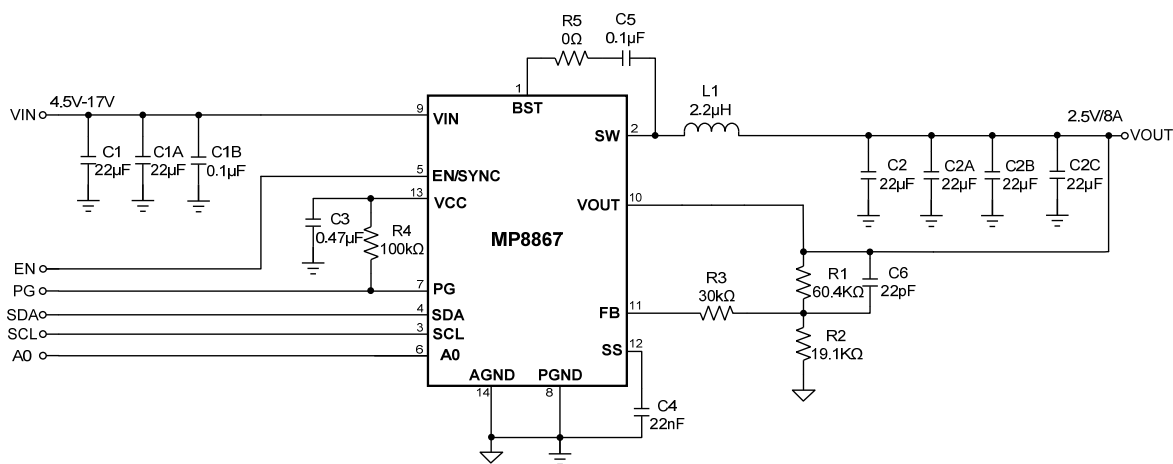 R5
0Ω
C5
0.1µF
1
BST
L1
2.2µH
4.5V-17V
VIN
9
VIN
SW
2
2.5V/8A
VOUT
C1
22µF
C1A
22µF
C1B
0.1µF
5
EN/SYNC
13
VCC
VOUT
10
C2
22µF
C2A
22µF
C2B
22µF
C2C
22µF
C3
0.47µF
R4
100kΩ
MP8867
EN
PG
7
PG
SDA
4
SDA
SCL
3
SCL
A0
6
A0
R3
30kΩ
FB
11
R1
60.4KΩ
C6
22pF
R2
19.1KΩ
SS
12
AGND
14
PGND
8
C4
22nF